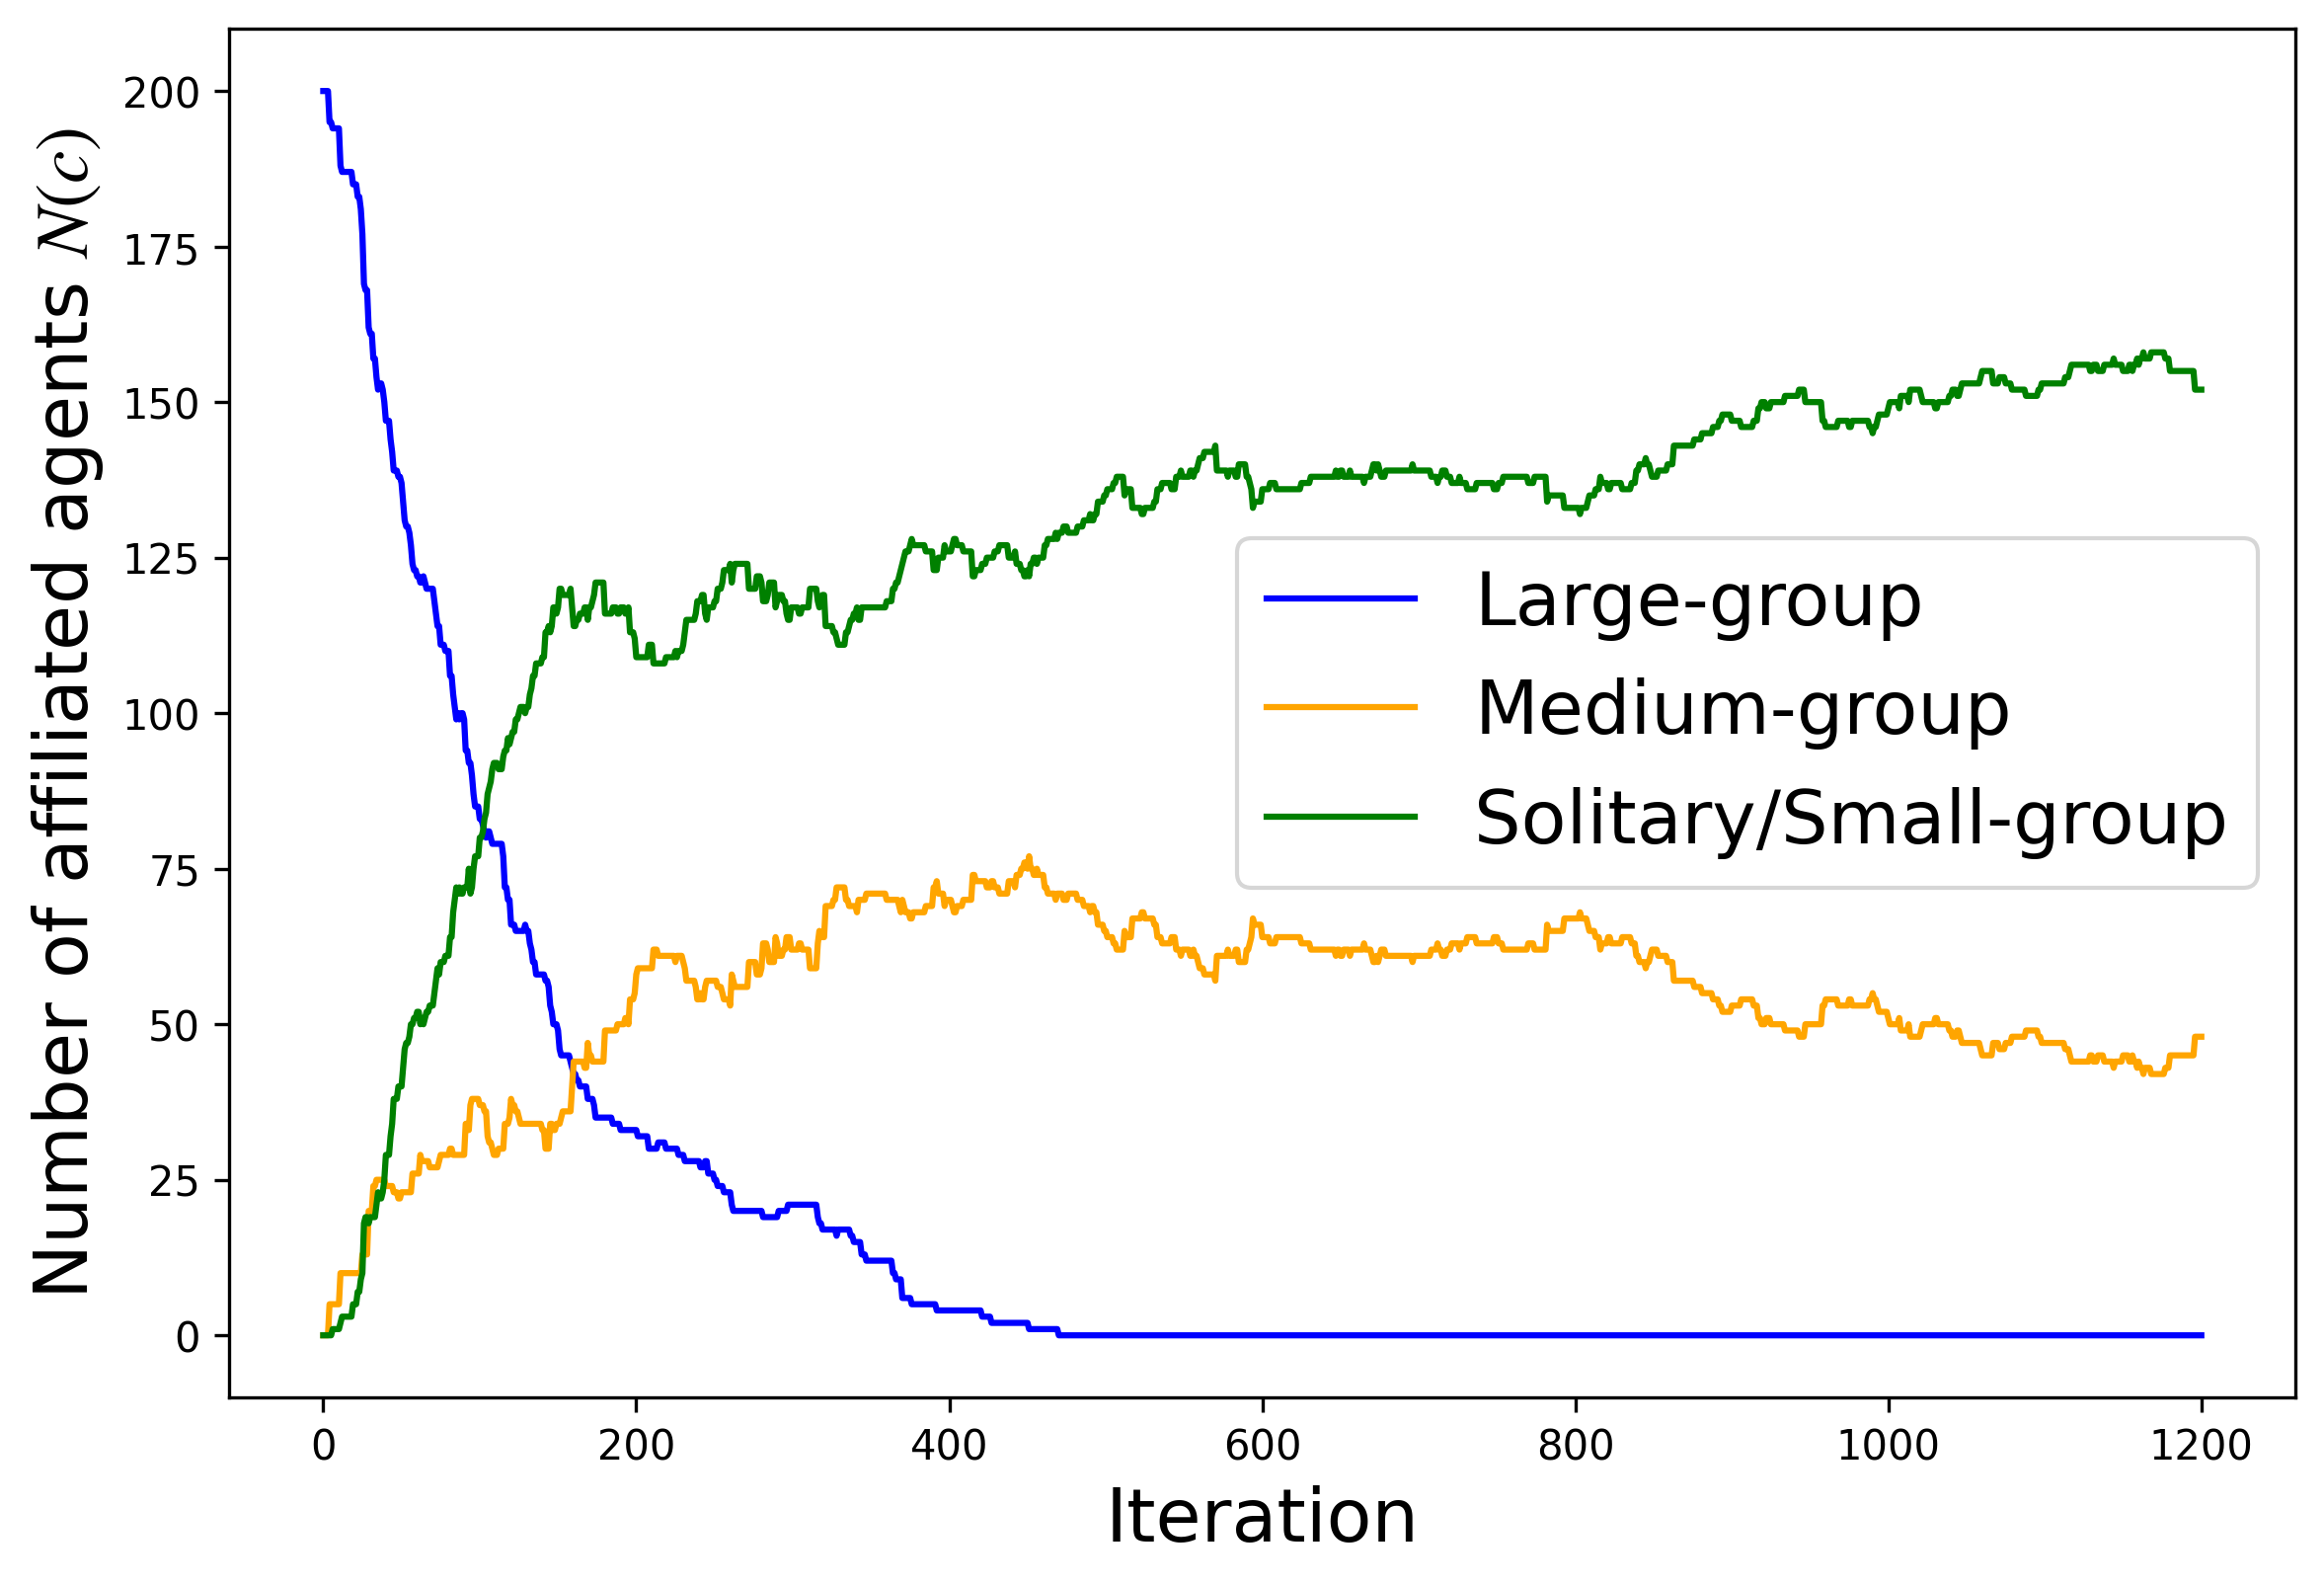 Number of affiliated agents N(c)
200
175
150
125
100
75
50
25
0
0 200 400 600 800 1000 1200
Iteration
Large-group
Medium-group
Solitary/Small-group